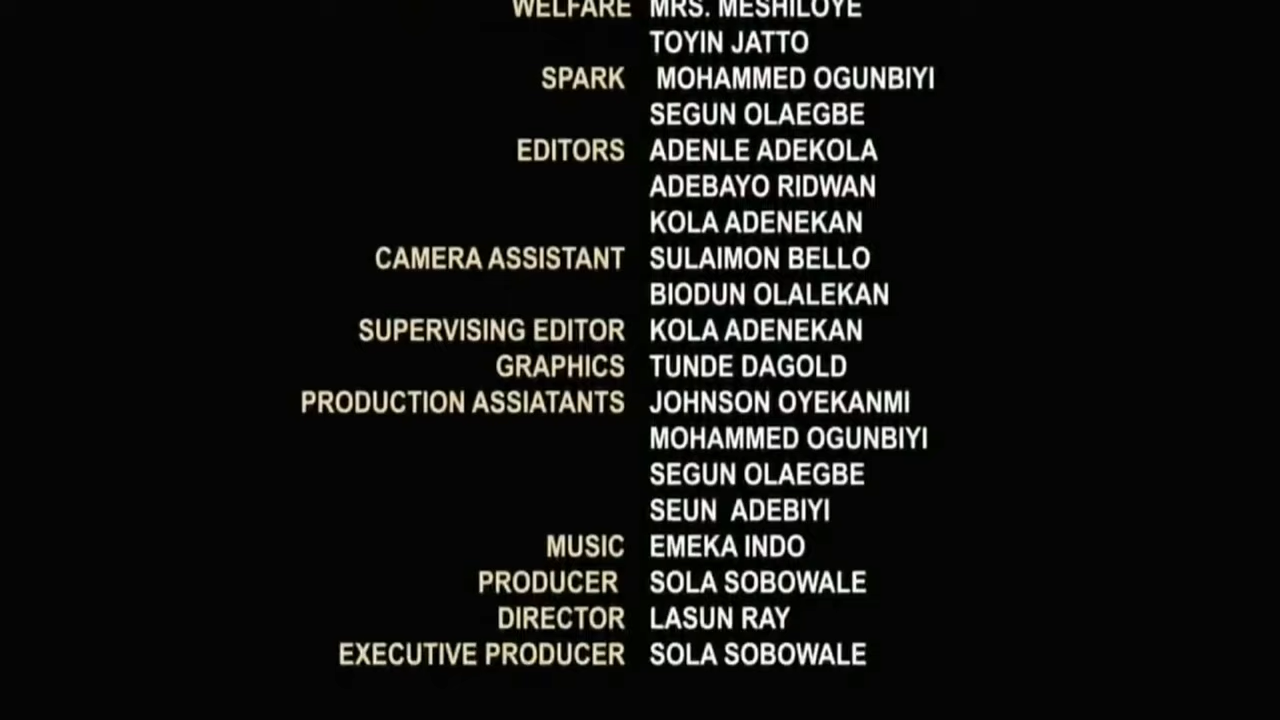 WELFARE MRS. MESHILOYE
TOYIN JATTO
SPARK MOHAMMED OGUNBIYI
SEGUN OLAEGBE
EDITORS ADENLE ADEKOLA
ADEBAYO RIDWAN
KOLA ADENEKAN
CAMERA ASSISTANT SULAIMON BELLO
BIODUN OLALEKAN
SUPERVISING EDITOR KOLA ADENEKAN
GRAPHICS TUNDE DAGOLD
PRODUCTION ASSIATANTS JOHNSON OYEKANMI
MOHAMMED OGUNBIYI
SEGUN OLAEGBE
SEUN ADEBIYI
MUSIC EMEKA INDO
PRODUCER SOLA SOBOWALE
DIRECTOR LASUN RAY
EXECUTIVE PRODUCER SOLA SOBOWALE